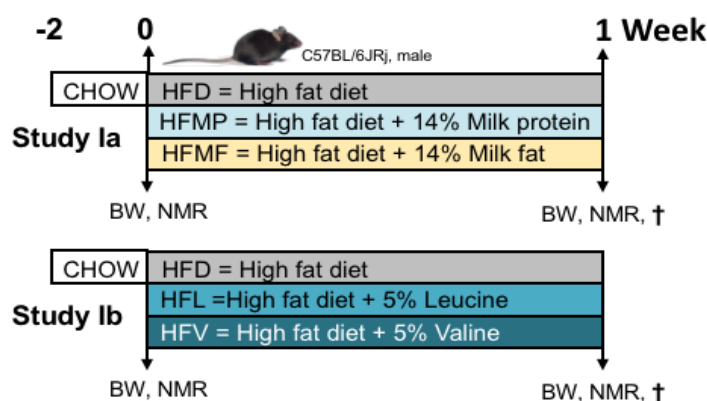 -2 0 1 Week
C57BL/6JRj, male
CHOW HFD = High fat diet
HFMP = High fat diet + 14% Milk protein
Study Ia
HFMF = High fat diet + 14% Milk fat
BW, NMR BW, NMR, †
CHOW HFD = High fat diet
HFL =High fat diet + 5% Leucine
Study Ib
HFV = High fat diet + 5% Valine
BW, NMR BW, NMR, †